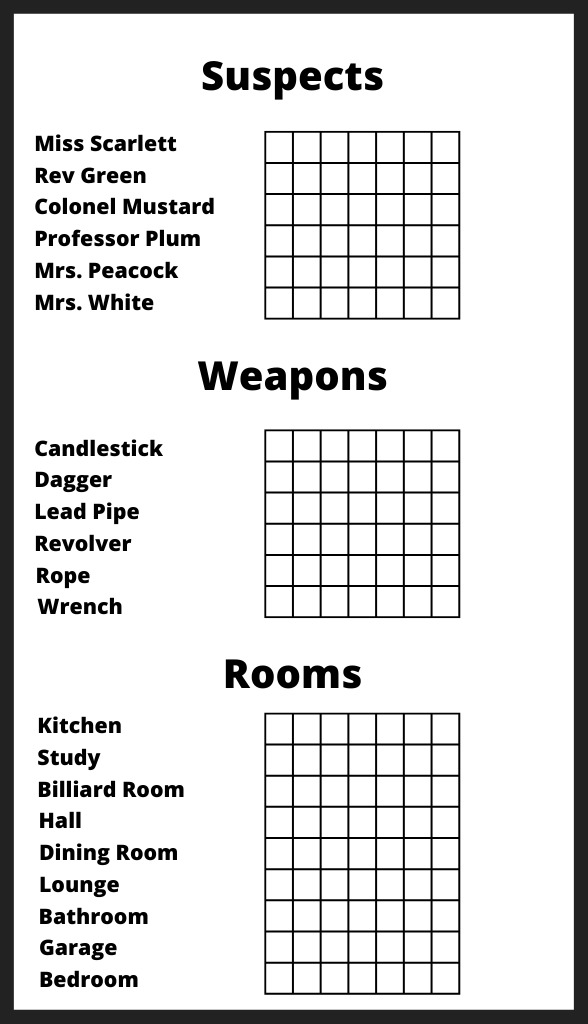 Suspects
Miss Scarlett
Rev Green
Colonel Mustard
Professor Plum
Mrs. Peacock
Mrs. White
Weapons
Candlestick
Dagger
Lead Pipe
Revolver
Rope
Wrench
Rooms
Kitchen
Study
Billiard Room
Hall
Dining Room
Lounge
Bathroom
Garage
Bedroom